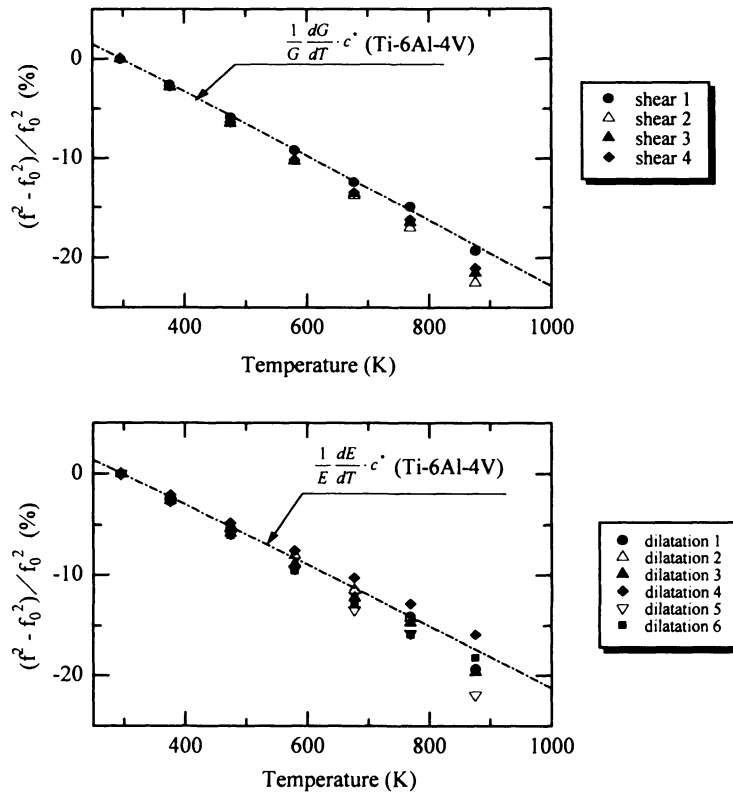 1/G dG/dT · c* (Ti-6Al-4V)
0
-10
-20
(f² - f₀²)/f₀² (%)
400
600
800
1000
Temperature (K)
shear 1
shear 2
shear 3
shear 4
1/E dE/dT · c* (Ti-6Al-4V)
0
-10
-20
(f² - f₀²)/f₀² (%)
400
600
800
1000
Temperature (K)
dilatation 1
dilatation 2
dilatation 3
dilatation 4
dilatation 5
dilatation 6